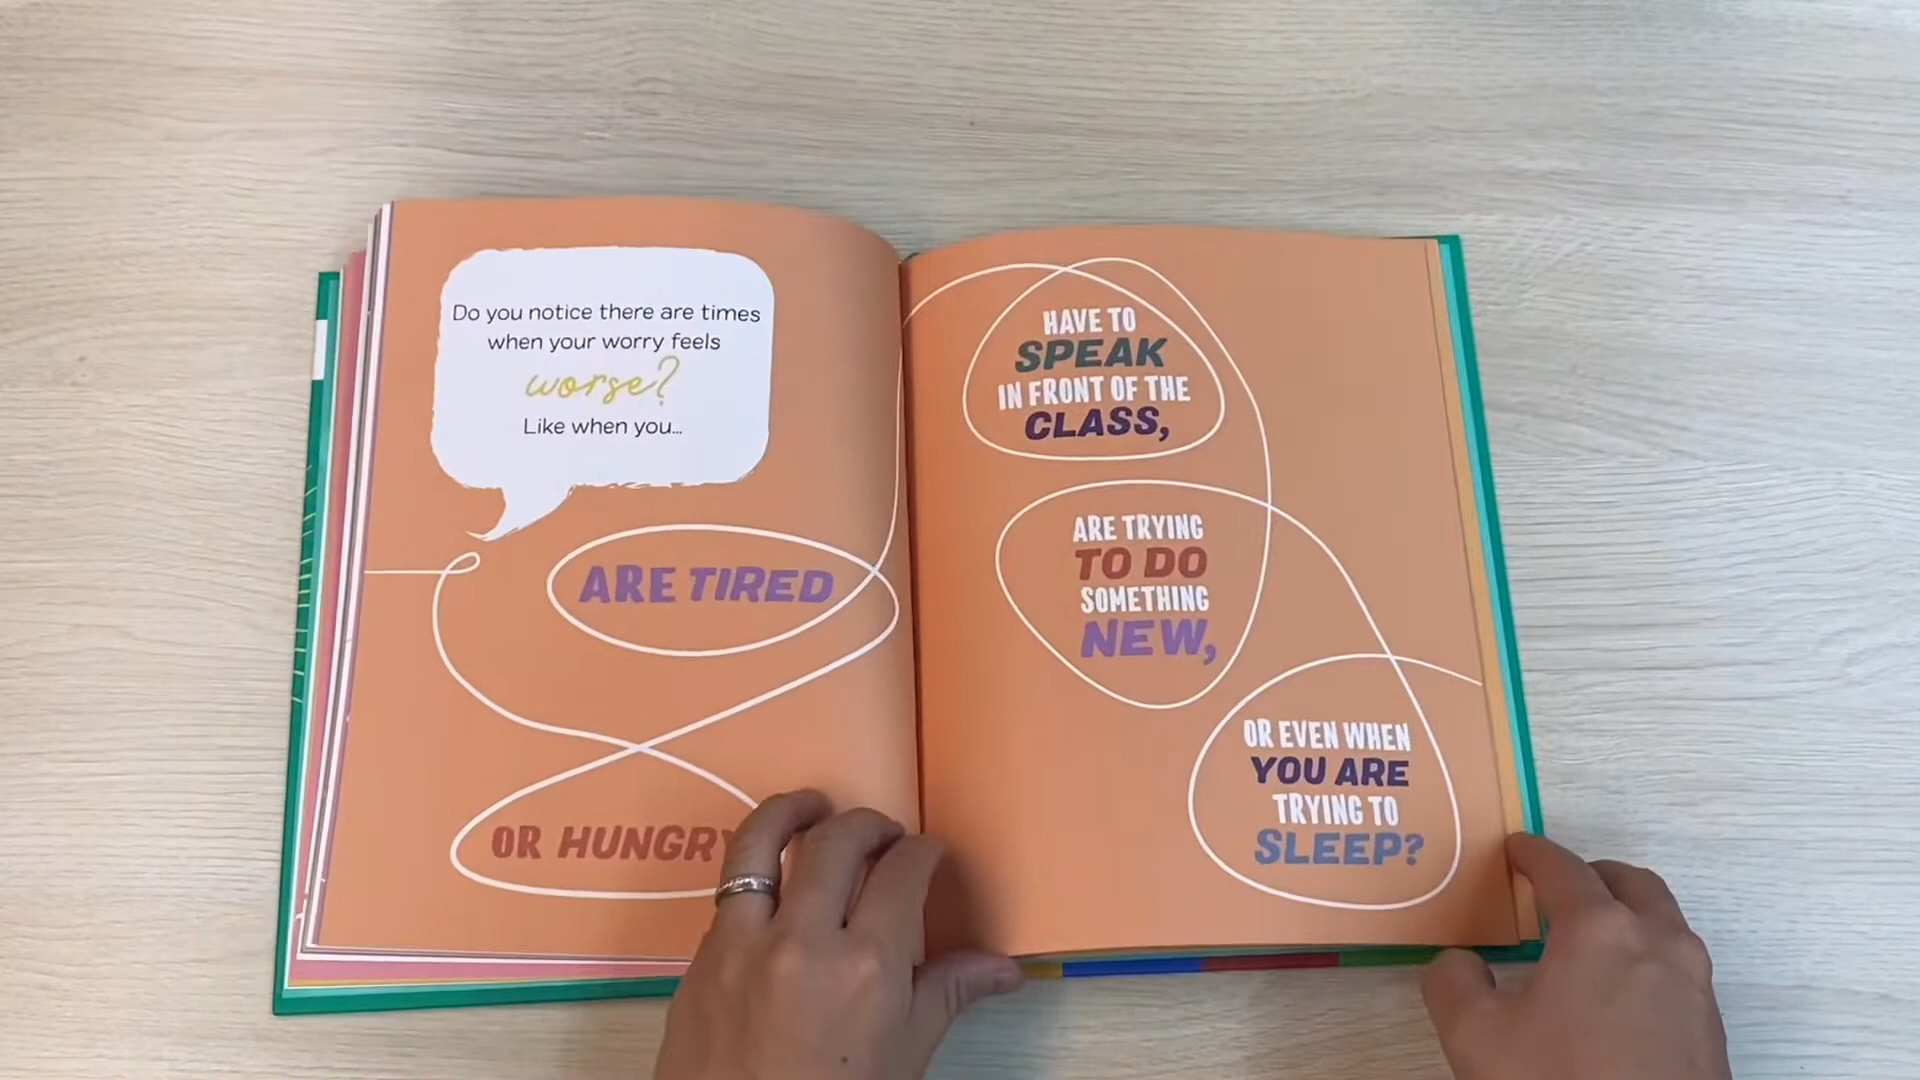 Do you notice there are times
when your worry feels
worse?
Like when you...
ARE TIRED
OR HUNGRY
HAVE TO
SPEAK
IN FRONT OF THE
CLASS,
ARE TRYING
TO DO
SOMETHING
NEW,
OR EVEN WHEN
YOU ARE
TRYING TO
SLEEP?